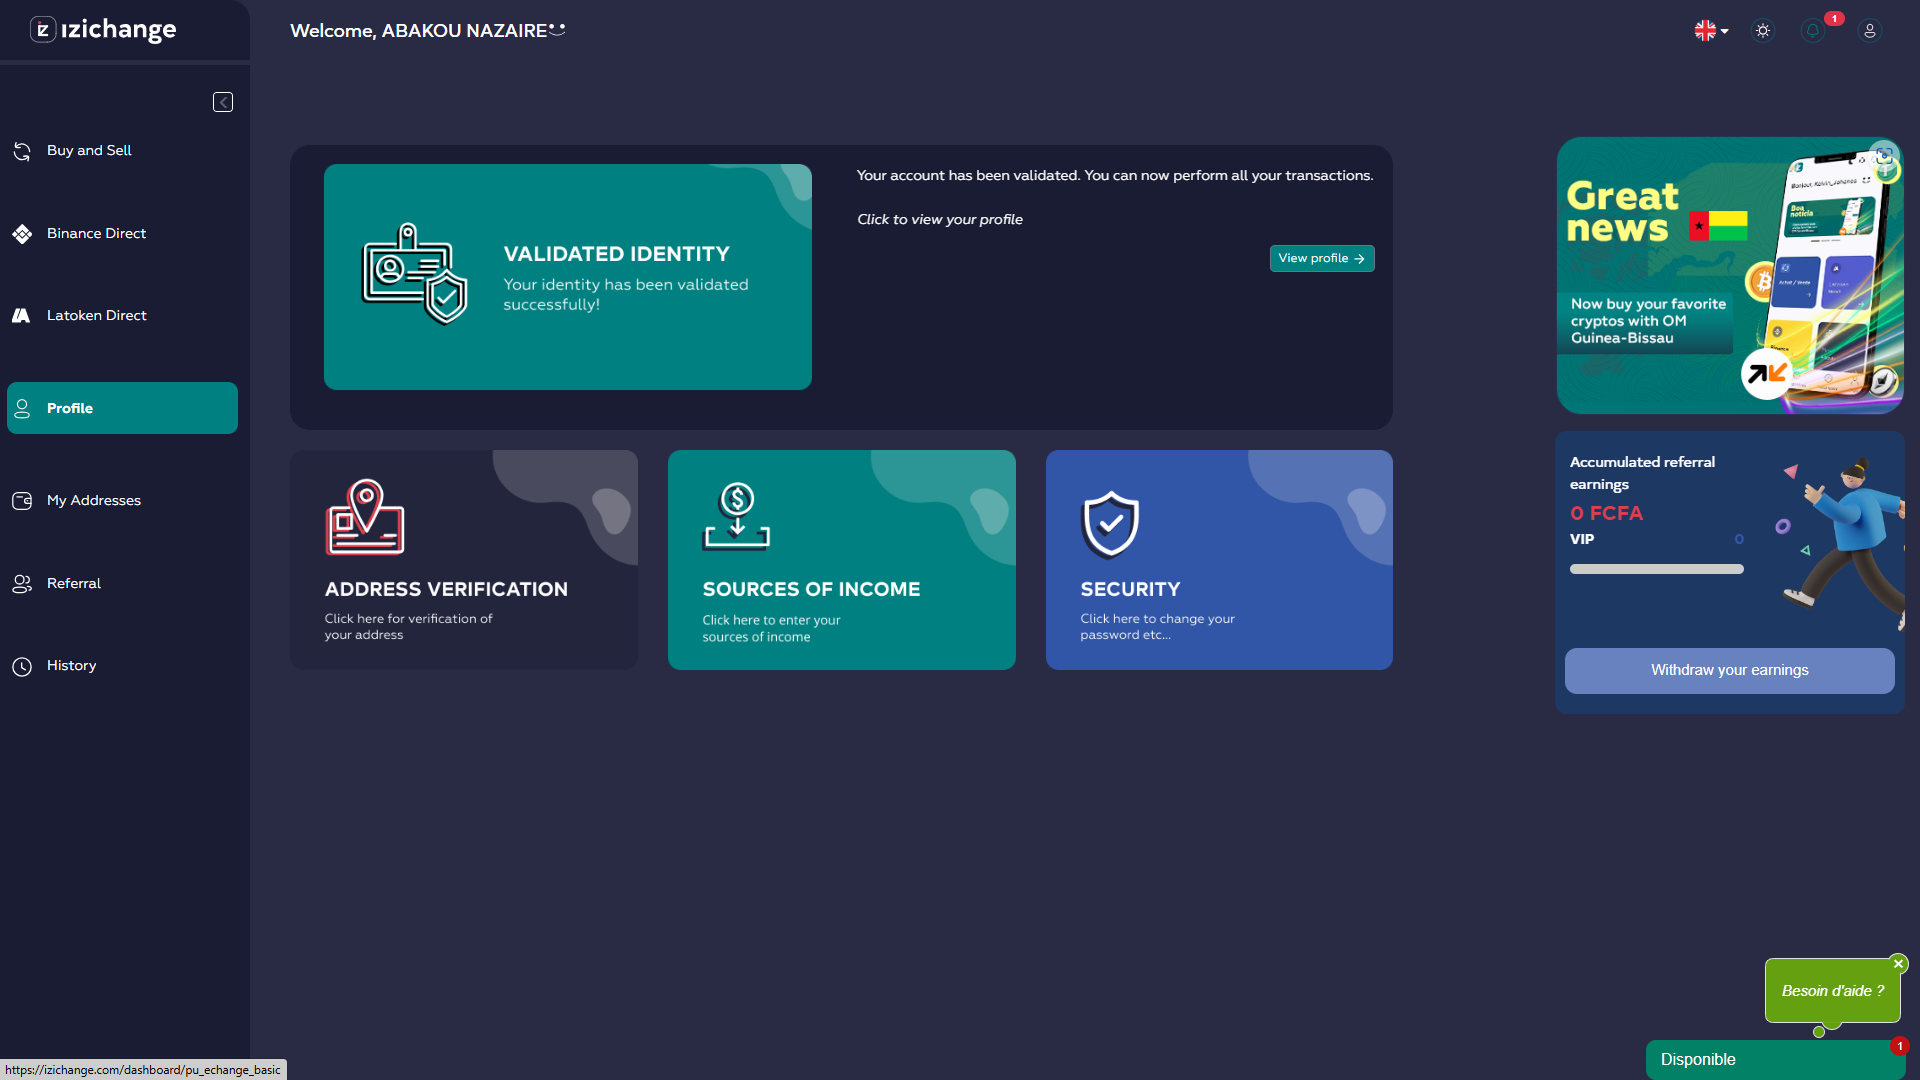 izichange
Welcome, ABAKOU NAZAIRE
1
Buy and Sell
Binance Direct
Latoken Direct
Profile
My Addresses
Referral
History
VALIDATED IDENTITY
Your identity has been validated
successfully!
Your account has been validated. You can now perform all your transactions.
Click to view your profile
View profile →
ADDRESS VERIFICATION
Click here for verification of
your address
SOURCES OF INCOME
Click here to enter your
sources of income
SECURITY
Click here to change your
password etc...
Great
news
Now buy your favorite
cryptos with OM
Guinea-Bissau
Boa
notícia
Accumulated referral
earnings
0 FCFA
VIP 0
Withdraw your earnings
Besoin d'aide ?
Disponible
1
https://izichange.com/dashboard/pu_echange_basic